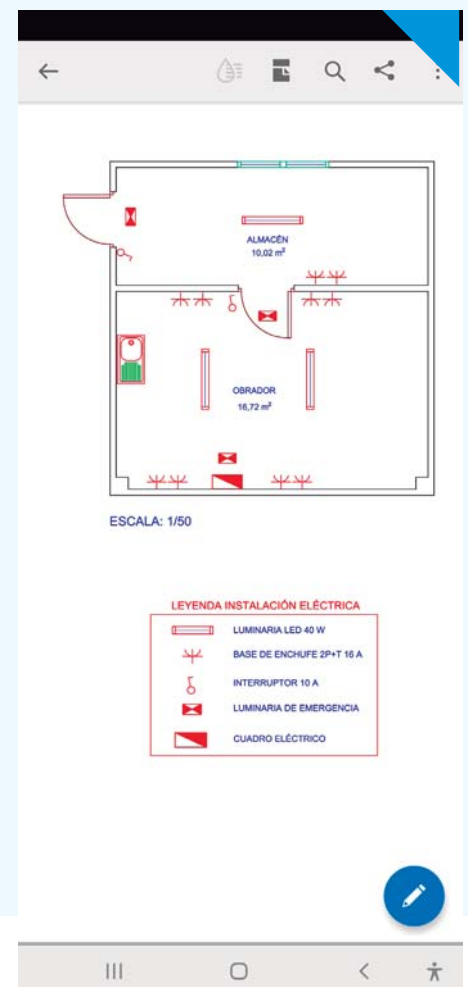 ALMACÉN
10,02 m²
OBRADOR
16,72 m²
ESCALA: 1/50
LEYENDA INSTALACIÓN ELÉCTRICA
LUMINARIA LED 40 W
BASE DE ENCHUFE 2P+T 16 A
INTERRUPTOR 10 A
LUMINARIA DE EMERGENCIA
CUADRO ELÉCTRICO